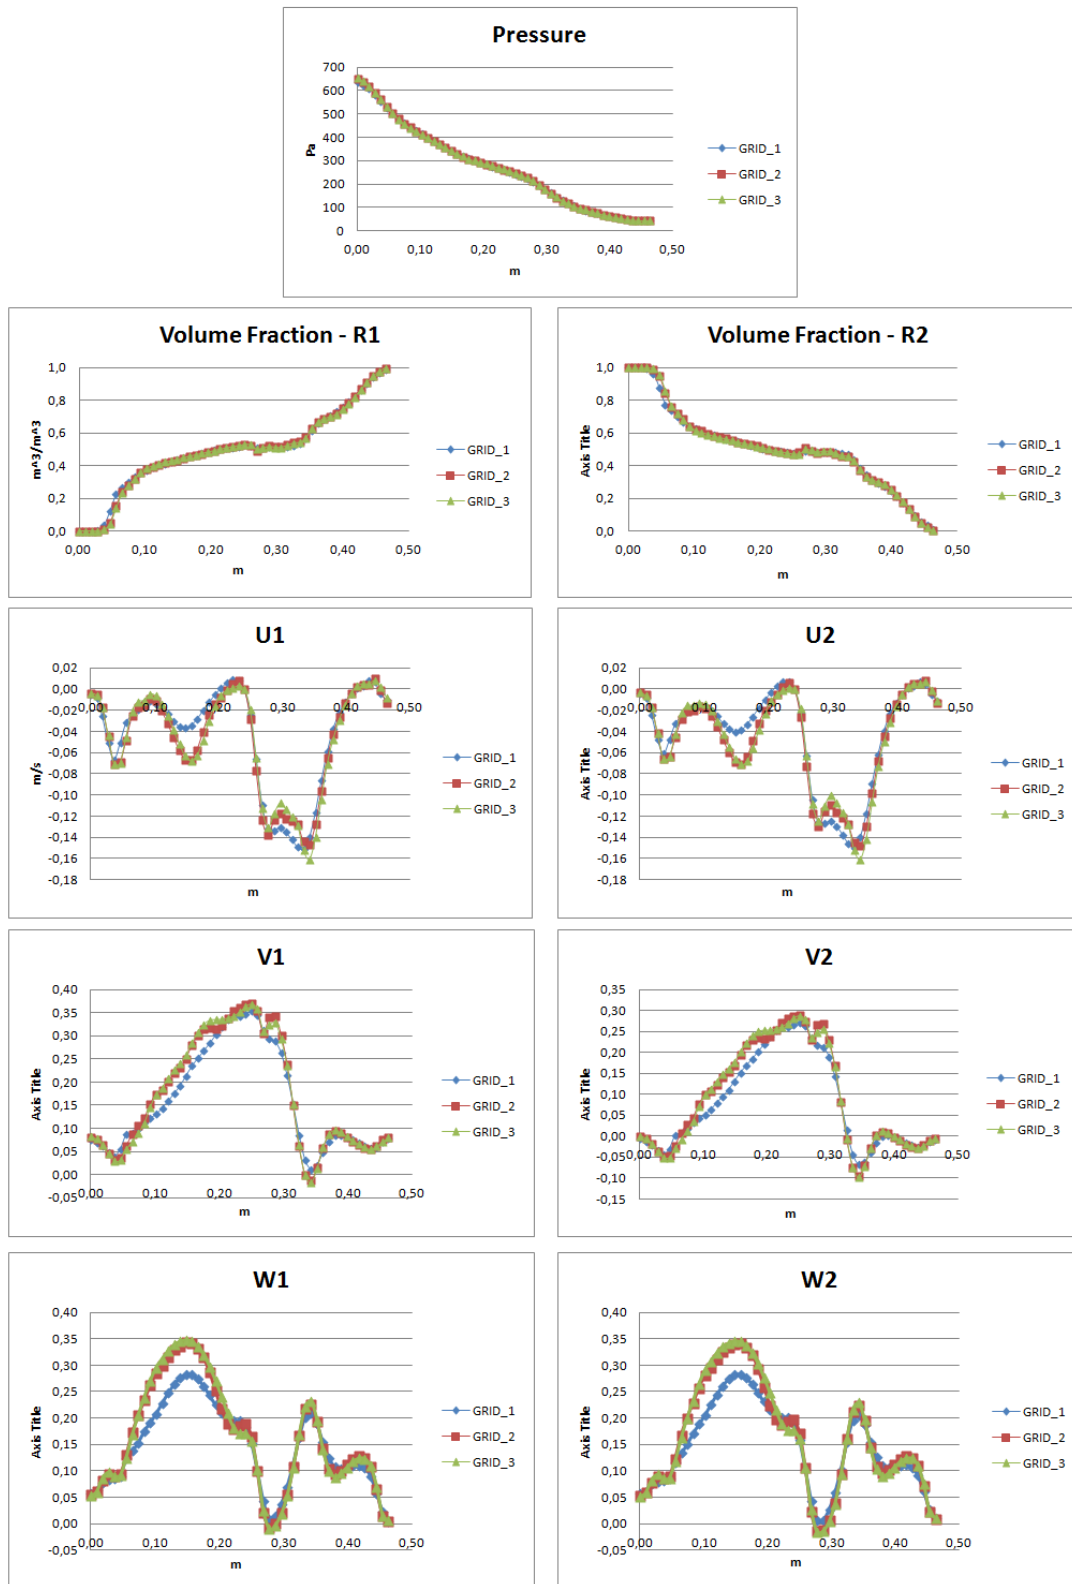 Pressure
700
600
500
400
300
200
100
0
Pa
0,00 0,10 0,20 0,30 0,40 0,50
m
GRID_1
GRID_2
GRID_3
Volume Fraction - R1
1,0
0,8
0,6
0,4
0,2
0,0
m^3/m^3
0,00 0,10 0,20 0,30 0,40 0,50
m
GRID_1
GRID_2
GRID_3
Volume Fraction - R2
1,0
0,8
0,6
0,4
0,2
0,0
Axis Title
0,00 0,10 0,20 0,30 0,40 0,50
m
GRID_1
GRID_2
GRID_3
U1
0,02
0,00
-0,02
-0,04
-0,06
-0,08
-0,10
-0,12
-0,14
-0,16
-0,18
m/s
0,00 0,10 0,20 0,30 0,40 0,50
m
GRID_1
GRID_2
GRID_3
U2
0,02
0,00
-0,02
-0,04
-0,06
-0,08
-0,10
-0,12
-0,14
-0,16
-0,18
Axis Title
0,00 0,10 0,20 0,30 0,40 0,50
m
GRID_1
GRID_2
GRID_3
V1
0,40
0,35
0,30
0,25
0,20
0,15
0,10
0,05
0,00
-0,05
Axis Title
0,00 0,10 0,20 0,30 0,40 0,50
m
GRID_1
GRID_2
GRID_3
V2
0,35
0,30
0,25
0,20
0,15
0,10
0,05
0,00
-0,05
-0,10
-0,15
Axis Title
0,00 0,10 0,20 0,30 0,40 0,50
m
GRID_1
GRID_2
GRID_3
W1
0,40
0,35
0,30
0,25
0,20
0,15
0,10
0,05
0,00
-0,05
Axis Title
0,00 0,10 0,20 0,30 0,40 0,50
m
GRID_1
GRID_2
GRID_3
W2
0,40
0,35
0,30
0,25
0,20
0,15
0,10
0,05
0,00
-0,05
Axis Title
0,00 0,10 0,20 0,30 0,40 0,50
m
GRID_1
GRID_2
GRID_3